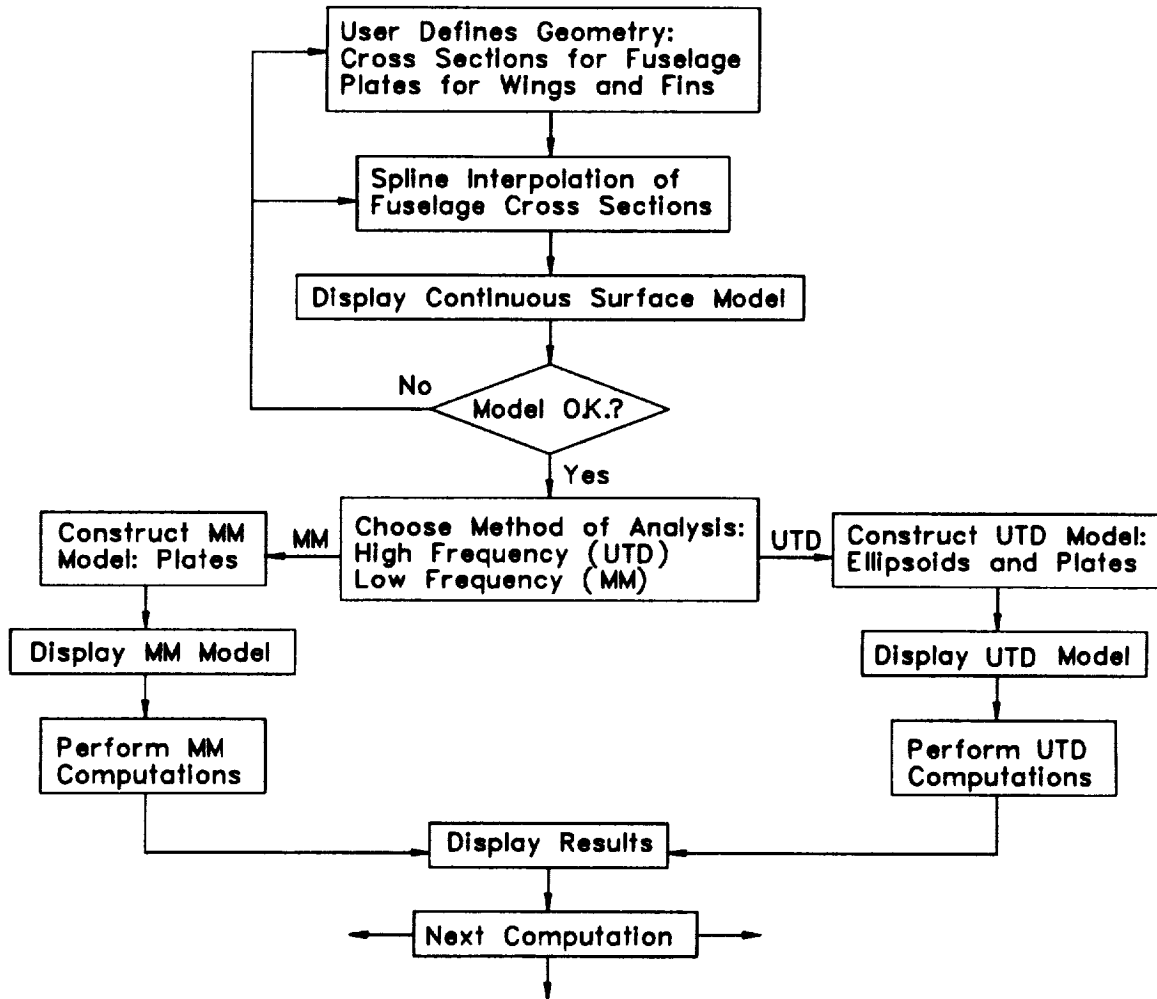 User Defines Geometry:
Cross Sections for Fuselage
Plates for Wings and Fins
Spline Interpolation of
Fuselage Cross Sections
Display Continuous Surface Model
No
Model O.K.?
Yes
Construct MM
Model: Plates
MM
Choose Method of Analysis:
High Frequency (UTD)
Low Frequency (MM)
UTD
Construct UTD Model:
Ellipsoids and Plates
Display MM Model
Display UTD Model
Perform MM
Computations
Perform UTD
Computations
Display Results
Next Computation